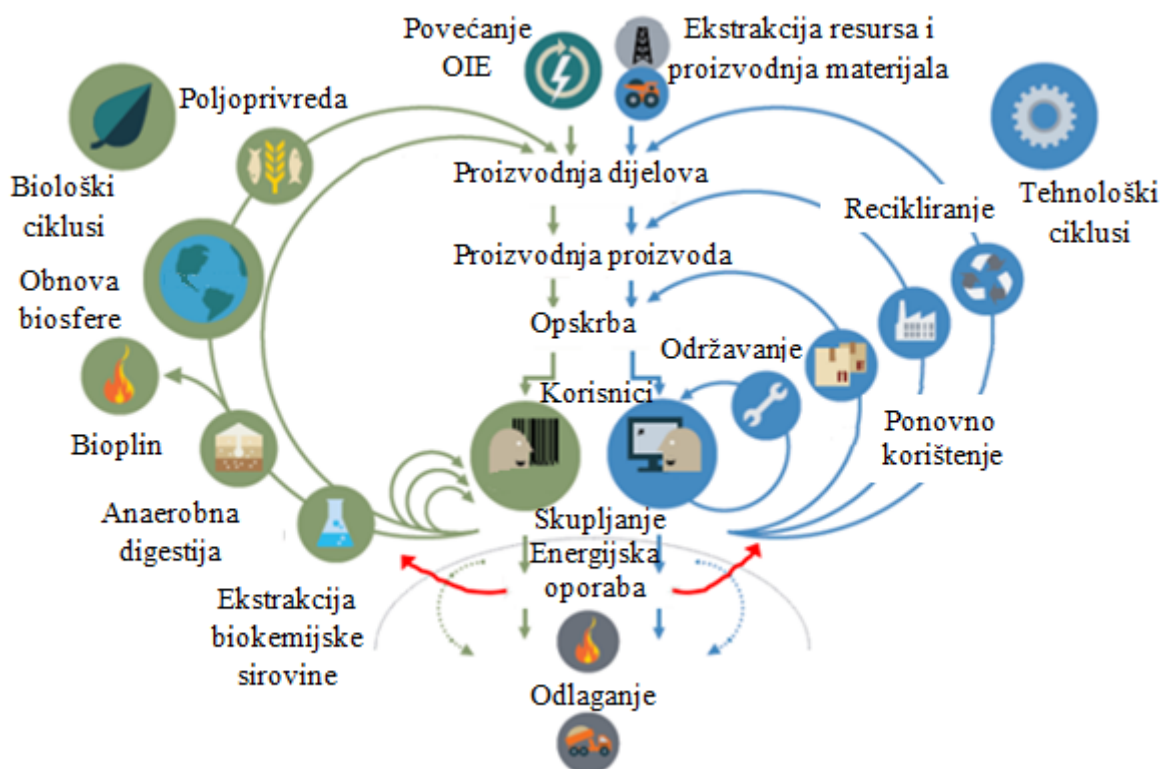 Povećanje
OIE
Ekstrakcija resursa i
proizvodnja materijala
Poljoprivreda
Biološki
ciklusi
Proizvodnja dijelova
Tehnološki
ciklusi
Recikliranje
Proizvodnja proizvoda
Obnova
biosfere
Opskrba
Održavanje
Korisnici
Bioplin
Ponovno
korištenje
Anaerobna
digestija
Skupljanje
Energijska
oporaba
Ekstrakcija
biokemijske
sirovine
Odlaganje